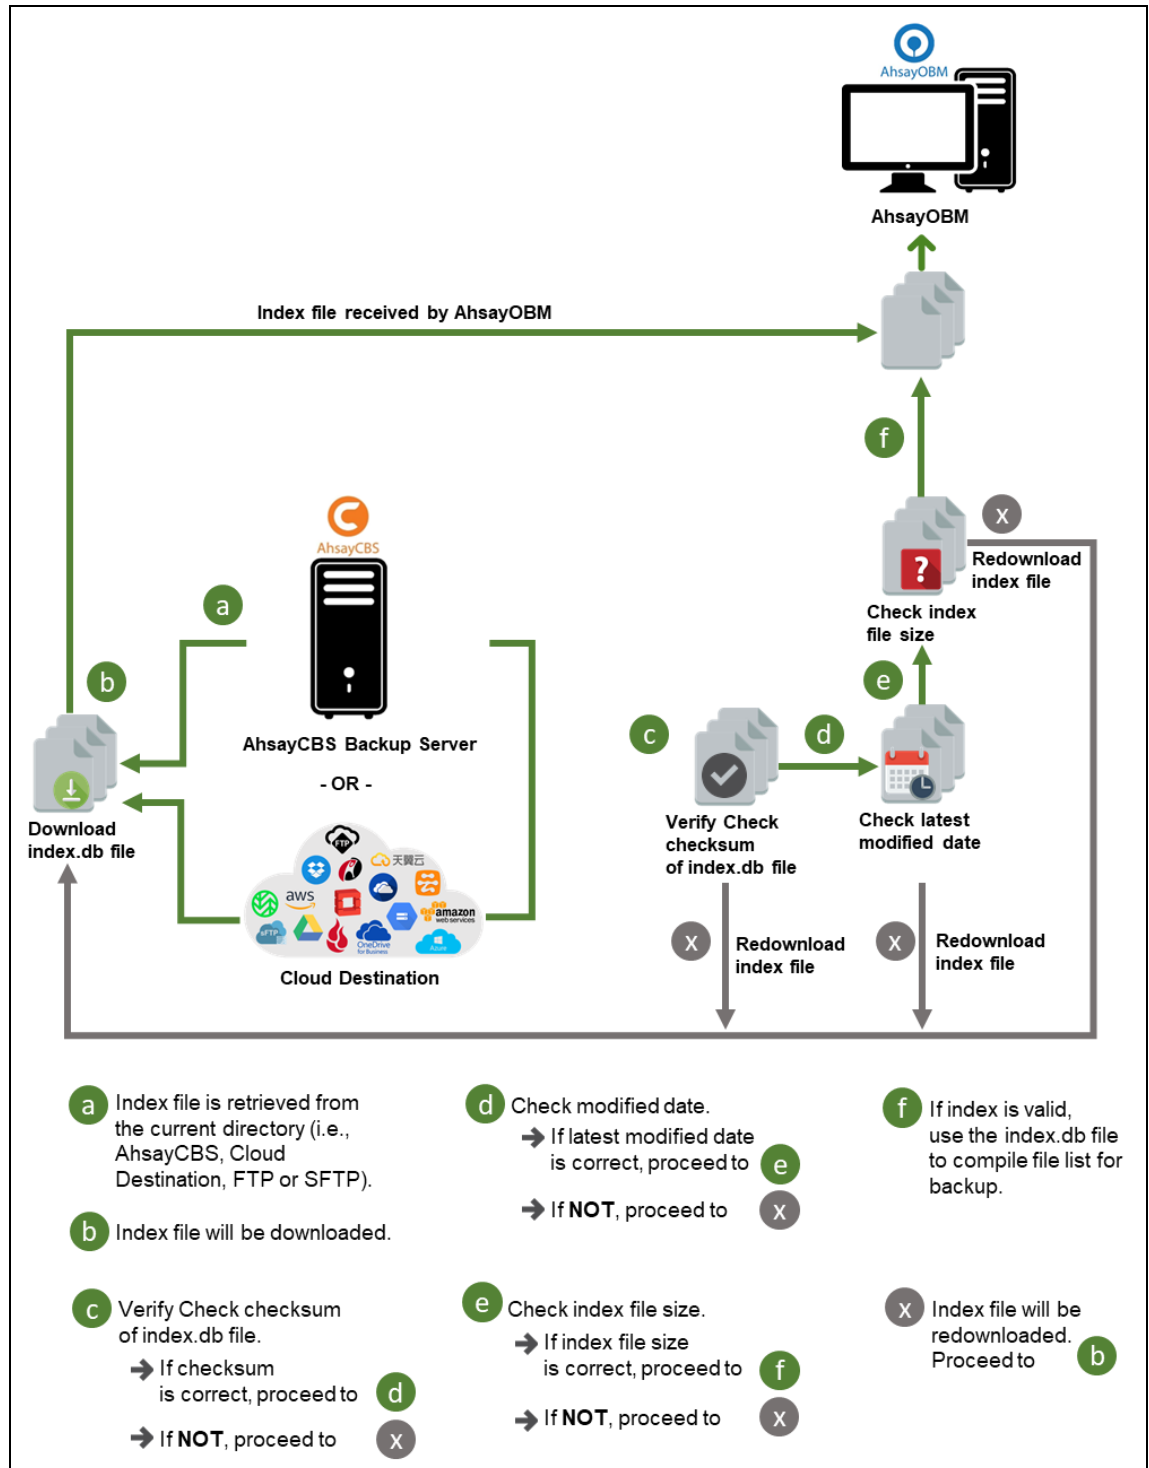 AhsayOBM
AhsayOBM
Index file received by AhsayOBM
f
x
Redownload
index file
?
Check index
file size
AhsayCBS
a
b
e
c
d
AhsayCBS Backup Server
- OR -
Download
index.db file
Verify Check
checksum
of index.db file
Check latest
modified date
FTP
天翼云
aws
amazon
web services
sFTP
OneDrive
for Business
Azure
Cloud Destination
x
Redownload
index file
x
Redownload
index file
a
Index file is retrieved from
the current directory (i.e.,
AhsayCBS, Cloud
Destination, FTP or SFTP).
b
Index file will be downloaded.
c
Verify Check checksum
of index.db file.
If checksum
is correct, proceed to d
If NOT, proceed to x
d
Check modified date.
If latest modified date
is correct, proceed to e
If NOT, proceed to x
e
Check index file size.
If index file size
is correct, proceed to f
If NOT, proceed to x
f
If index is valid,
use the index.db file
to compile file list for
backup.
x
Index file will be
redownloaded.
Proceed to b